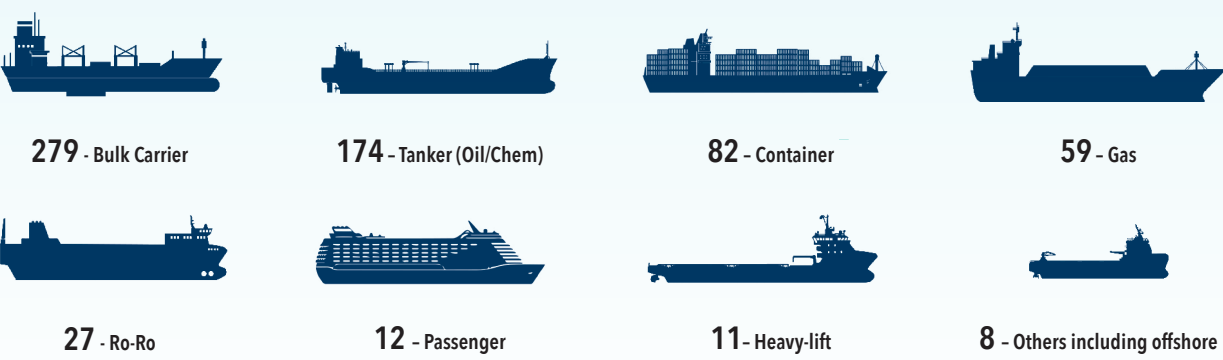 279 - Bulk Carrier
174 – Tanker (Oil/Chem)
82 – Container
59 – Gas
27 - Ro-Ro
12 – Passenger
11– Heavy-lift
8 – Others including offshore